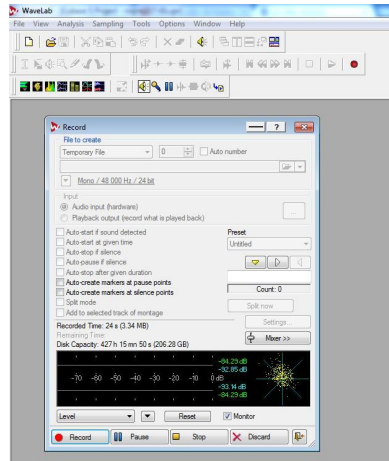 WaveLab
File View Analysis Sampling Tools Options Window Help
Record
File to create
Temporary File 0 Auto number
Mono / 48 000 Hz / 24 bit
Input
Audio input (hardware)
Playback output (record what is played back)
...
Auto-start if sound detected
Auto-start at given time
Auto-stop if silence
Auto-pause if silence
Auto-stop after given duration
Auto-create markers at pause points
Auto-create markers at silence points
Split mode
Add to selected track of montage
Preset
Untitled
Count: 0
Split now
Settings...
Mixer >>
Recorded Time: 24 s (3.34 MB)
Remaining Time:
Disk Capacity: 427 h 15 mn 50 s (206.28 GB)
-84.29 dB
-92.85 dB
-70 -60 -50 -40 -30 -20 -10 0 dB
-93.14 dB
-84.29 dB
Level Reset Monitor
Record Pause Stop Discard